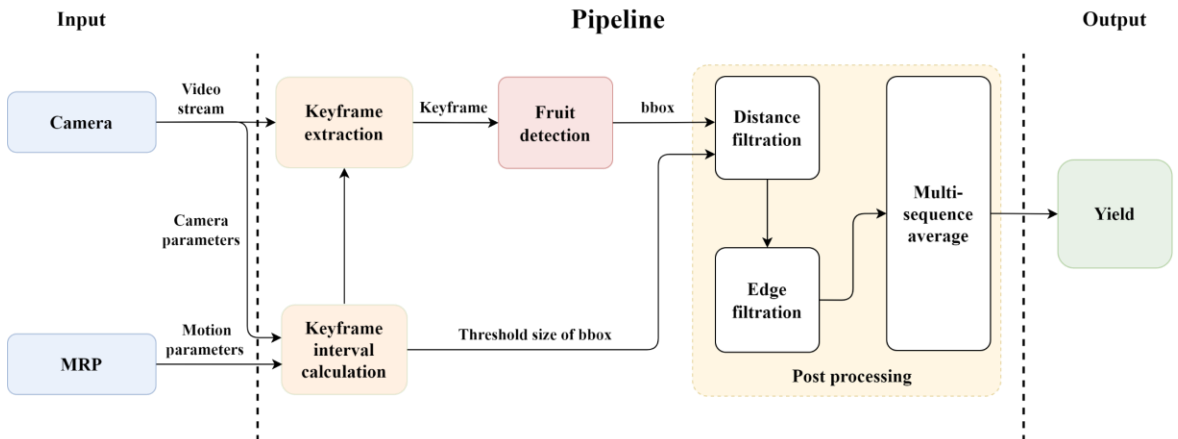 Input
Pipeline
Output
Camera
Video
stream
Keyframe
extraction
Keyframe
Fruit
detection
bbox
Distance
filtration
Multi-
sequence
average
Yield
Camera
parameters
Edge
filtration
MRP
Motion
parameters
Keyframe
interval
calculation
Threshold size of bbox
Post processing